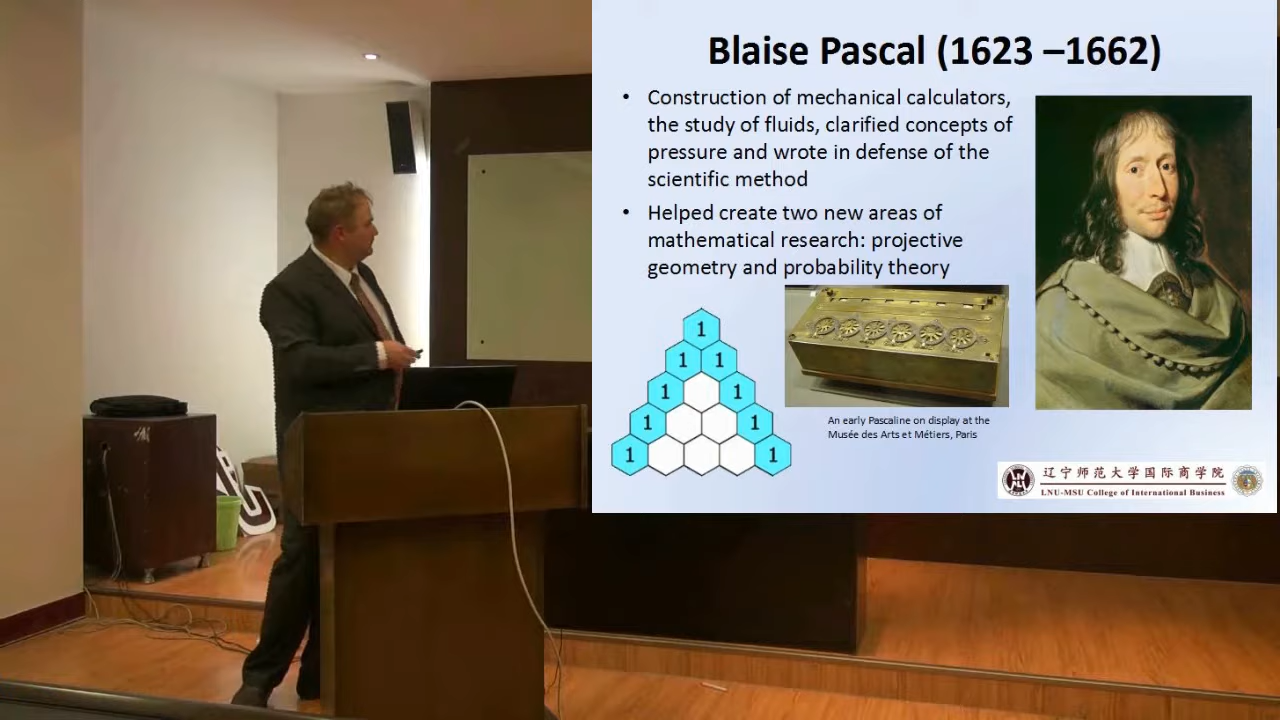 Blaise Pascal (1623 –1662)
• Construction of mechanical calculators,
the study of fluids, clarified concepts of
pressure and wrote in defense of the
scientific method
• Helped create two new areas of
mathematical research: projective
geometry and probability theory
1
1 1
1 1
1 1
1 1
An early Pascaline on display at the
Musée des Arts et Métiers, Paris
辽宁师范大学国际商学院
LNU-MSU College of International Business